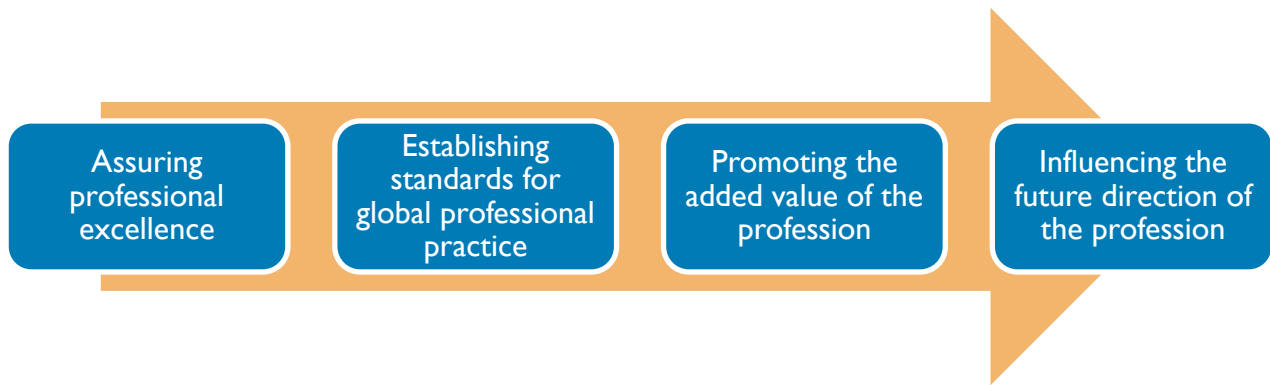 Assuring
professional
excellence
Establishing
standards for
global professional
practice
Promoting the
added value of the
profession
Influencing the
future direction of
the profession